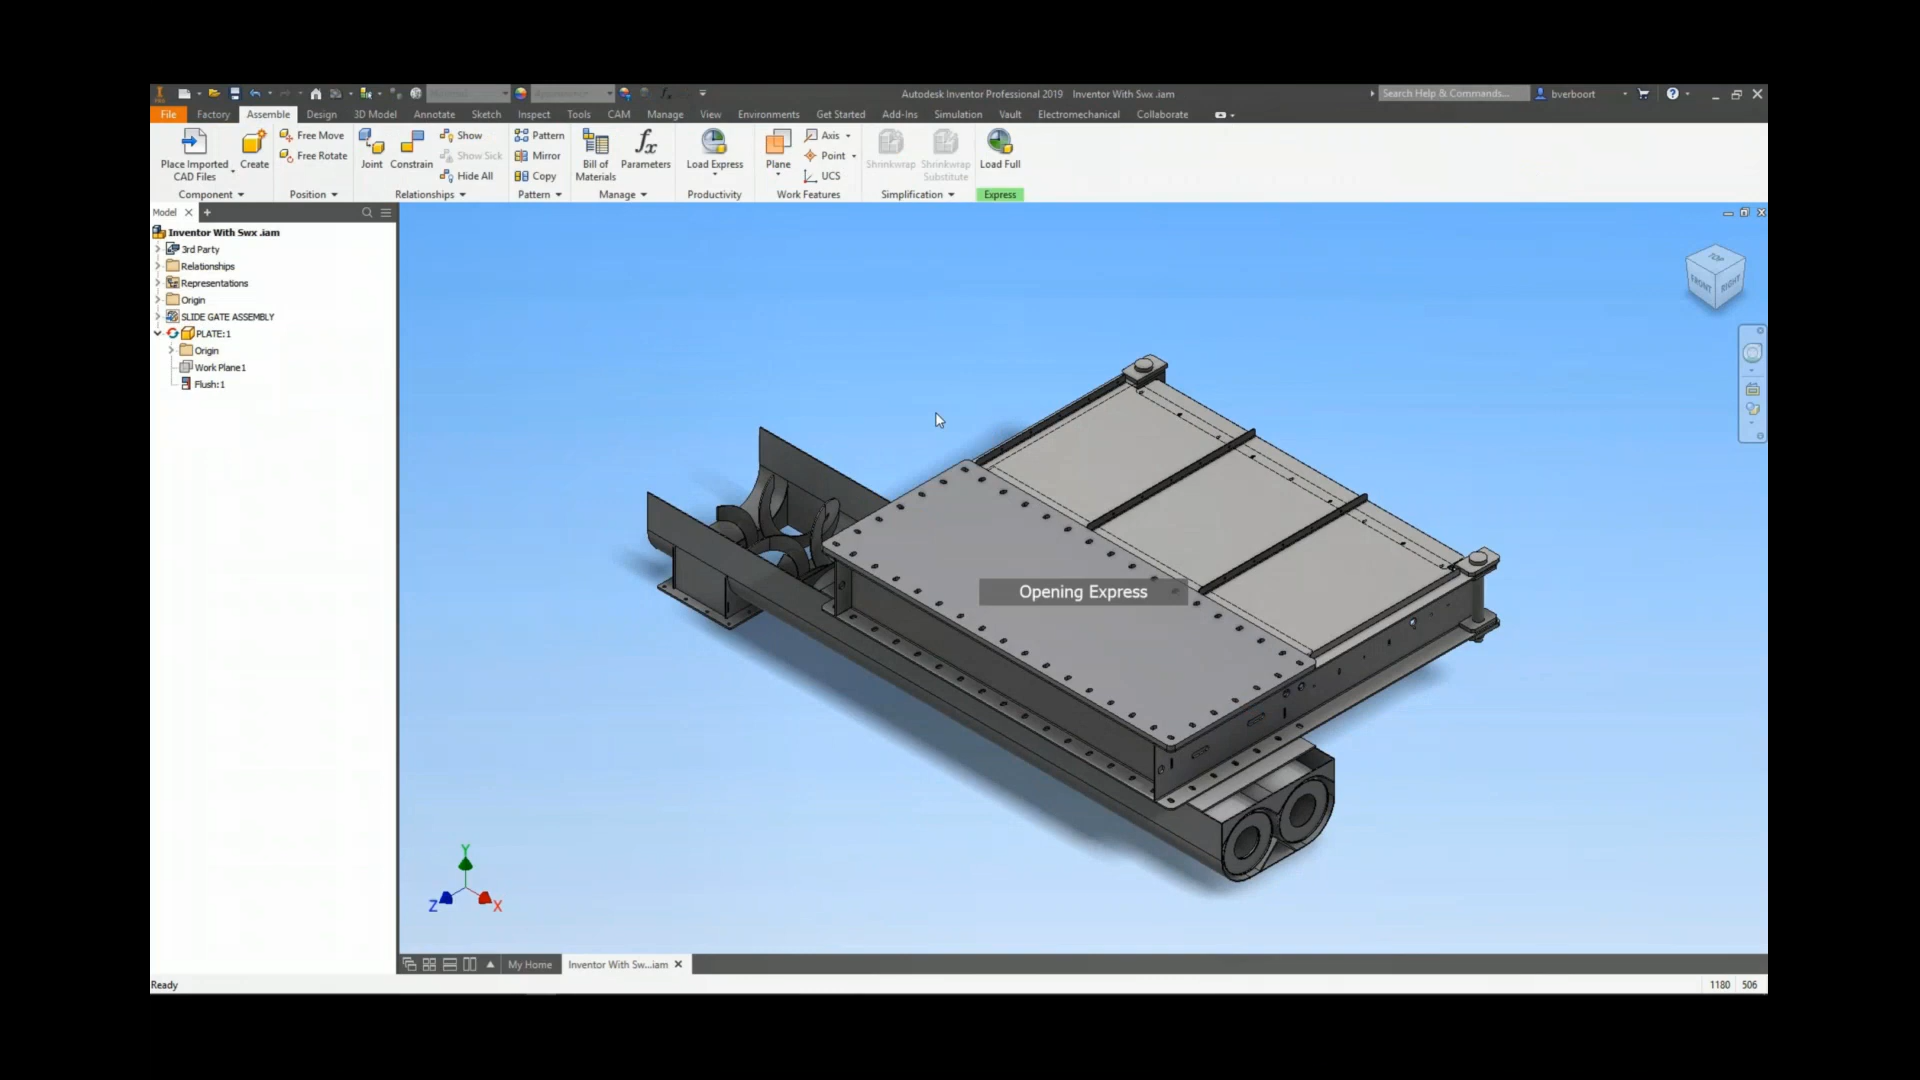 Autodesk Inventor Professional 2019 Inventor With Swx .iam
Search Help & Commands...
bverboort
File Factory Assemble Design 3D Model Annotate Sketch Inspect Tools CAM Manage View Environments Get Started Add-Ins Simulation Vault Electromechanical Collaborate
Place Imported
CAD Files
Create
Free Move
Free Rotate
Joint
Constrain
Show
Show Sick
Hide All
Pattern
Mirror
Copy
Bill of
Materials
fx
Parameters
Load Express
Plane
Axis
Point
UCS
Shrinkwrap
Shrinkwrap
Substitute
Load Full
Component
Position
Relationships
Pattern
Manage
Productivity
Work Features
Simplification
Express
Model
Inventor With Swx .iam
3rd Party
Relationships
Representations
Origin
SLIDE GATE ASSEMBLY
PLATE:1
Origin
Work Plane1
Flush:1
TOP
FRONT
RIGHT
Opening Express
Y
Z
X
My Home
Inventor With Sw...iam
Ready
1180 506